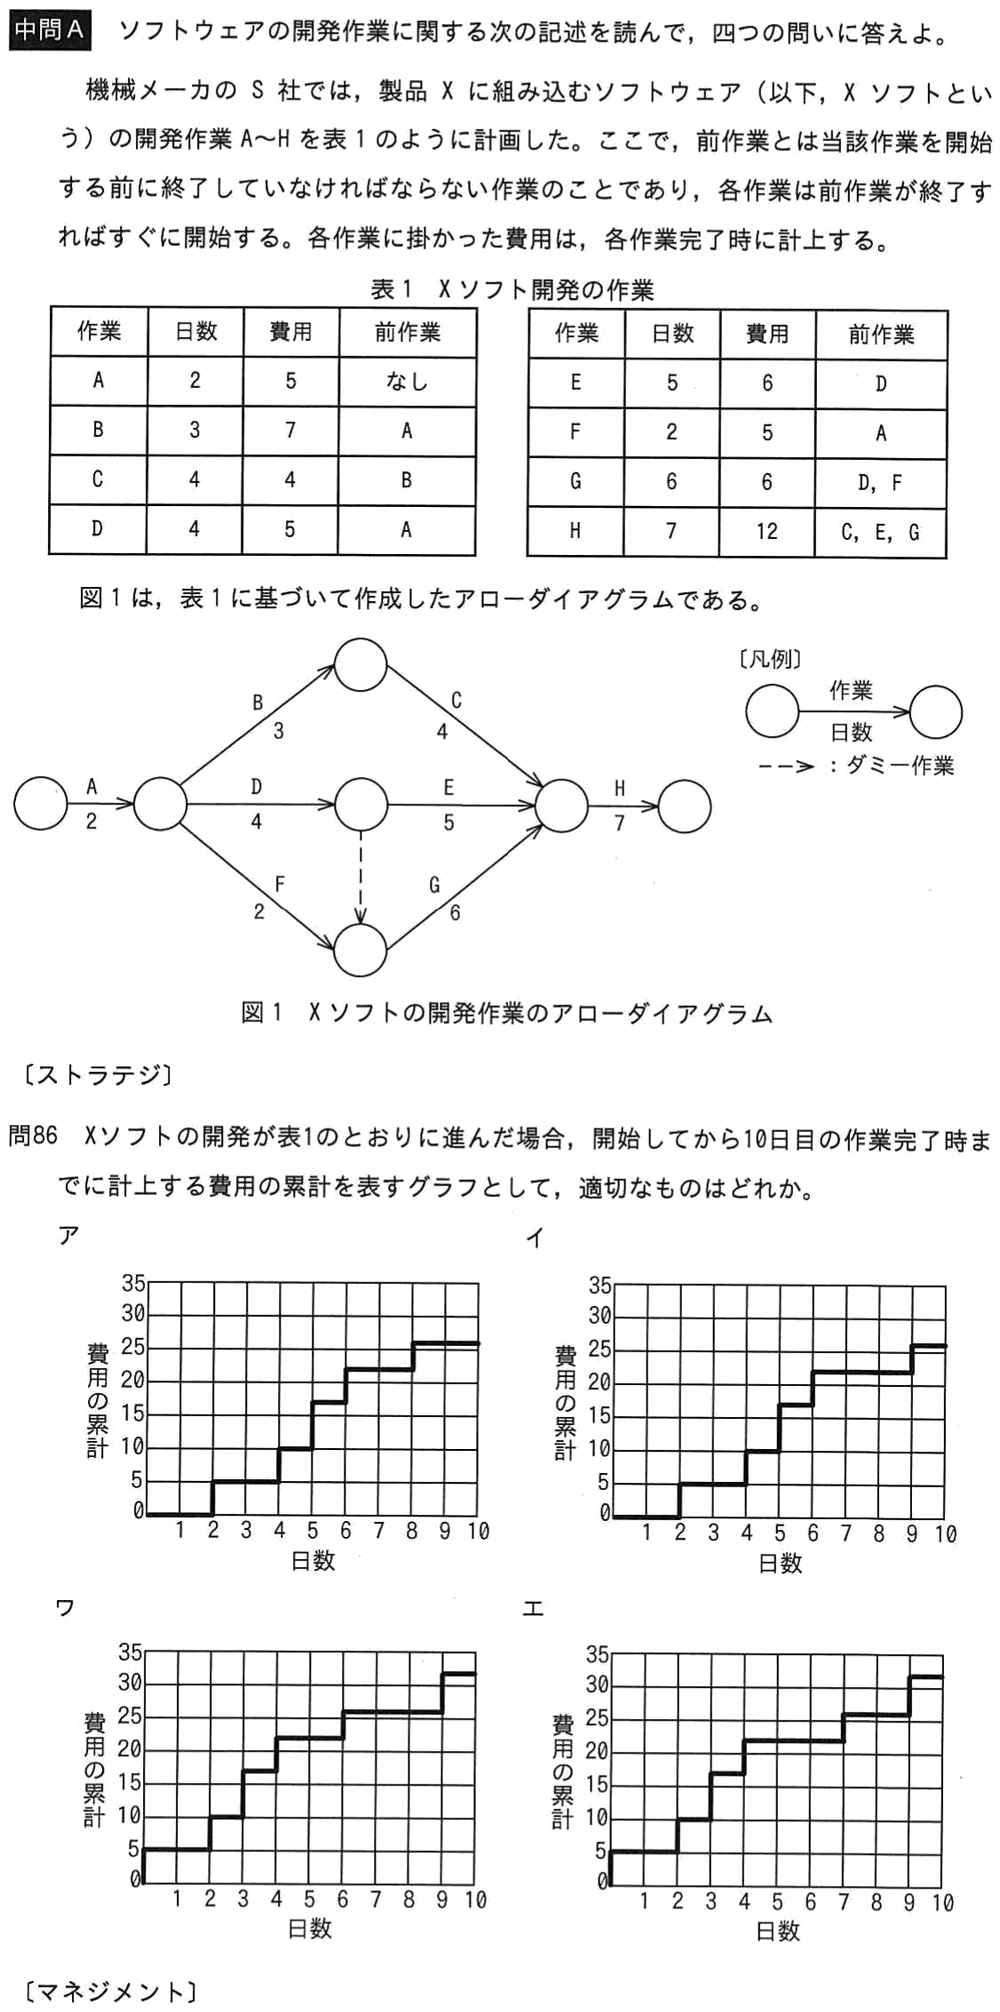 中問A ソフトウェアの開発作業に関する次の記述を読んで，四つの問いに答えよ。
機械メーカの S 社では，製品 X に組み込むソフトウェア（以下，X ソフトとい
う）の開発作業 A～H を表 1 のように計画した。ここで，前作業とは当該作業を開始
する前に終了していなければならない作業のことであり，各作業は前作業が終了す
ればすぐに開始する。各作業に掛かった費用は，各作業完了時に計上する。
表 1　X ソフト開発の作業
作業 日数 費用 前作業
A 2 5 なし
B 3 7 A
C 4 4 B
D 4 5 A
作業 日数 費用 前作業
E 5 6 D
F 2 5 A
G 6 6 D，F
H 7 12 C，E，G
図 1 は，表 1 に基づいて作成したアローダイアグラムである。
〔凡例〕
作業
日数
：ダミー作業
B
3
C
4
A
2
D
4
E
5
H
7
F
2
G
6
図 1　X ソフトの開発作業のアローダイアグラム
〔ストラテジ〕
問86　Xソフトの開発が表1のとおりに進んだ場合，開始してから10日目の作業完了時ま
でに計上する費用の累計を表すグラフとして，適切なものはどれか。
ア
費用の累計
35
30
25
20
15
10
5
0
1 2 3 4 5 6 7 8 9 10
日数
イ
費用の累計
35
30
25
20
15
10
5
0
1 2 3 4 5 6 7 8 9 10
日数
ウ
費用の累計
35
30
25
20
15
10
5
0
1 2 3 4 5 6 7 8 9 10
日数
エ
費用の累計
35
30
25
20
15
10
5
0
1 2 3 4 5 6 7 8 9 10
日数
〔マネジメント〕